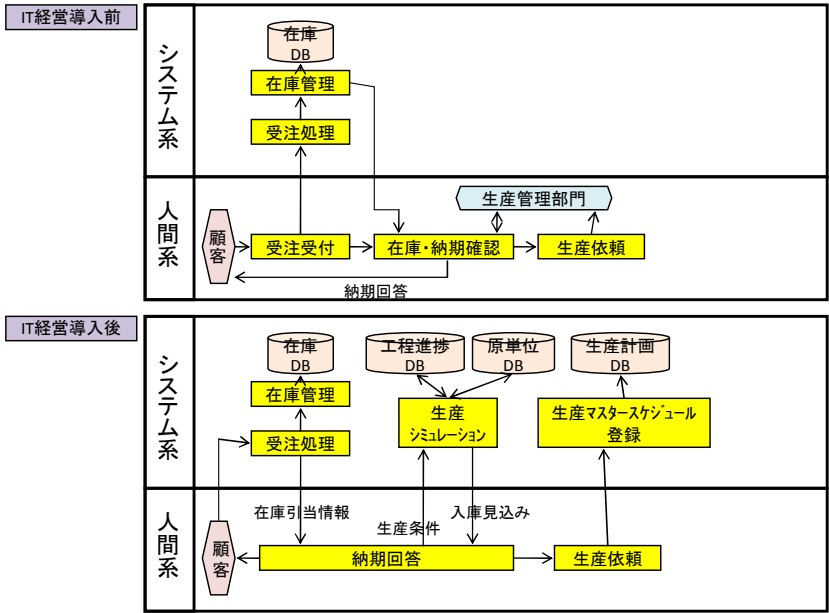 IT経営導入前
システム系
在庫
DB
在庫管理
受注処理
人間系
生産管理部門
顧客
受注受付
在庫・納期確認
生産依頼
納期回答
IT経営導入後
システム系
在庫
DB
工程進捗
DB
原単位
DB
生産計画
DB
在庫管理
生産
シミュレーション
生産マスタースケジュール
登録
受注処理
人間系
在庫引当情報
生産条件
入庫見込み
顧客
納期回答
生産依頼